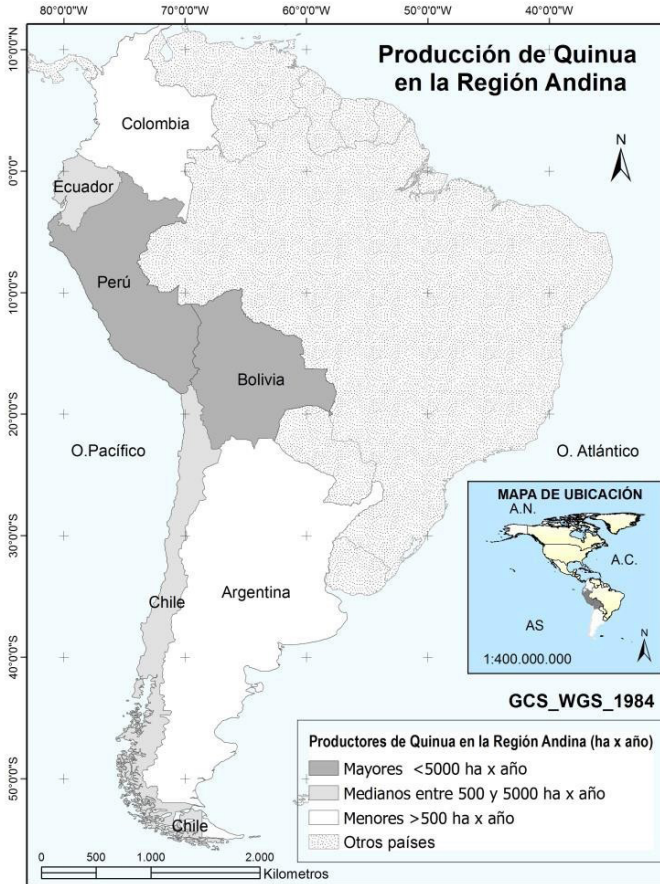 80°0'0"W
70°0'0"W
60°0'0"W
50°0'0"W
40°0'0"W
10°0'0"N
0°0'0"
10°0'0"S
20°0'0"S
30°0'0"S
40°0'0"S
50°0'0"S
Producción de Quinua
en la Región Andina
N
Colombia
Ecuador
Perú
Bolivia
O.Pacífico
O. Atlántico
Chile
Argentina
Chile
MAPA DE UBICACIÓN
A.N.
A.C.
AS
N
1:400.000.000
GCS_WGS_1984
Productores de Quinua en la Región Andina (ha x año)
Mayores <5000 ha x año
Medianos entre 500 y 5000 ha x año
Menores >500 ha x año
Otros países
0 500 1.000 2.000
Kilometros